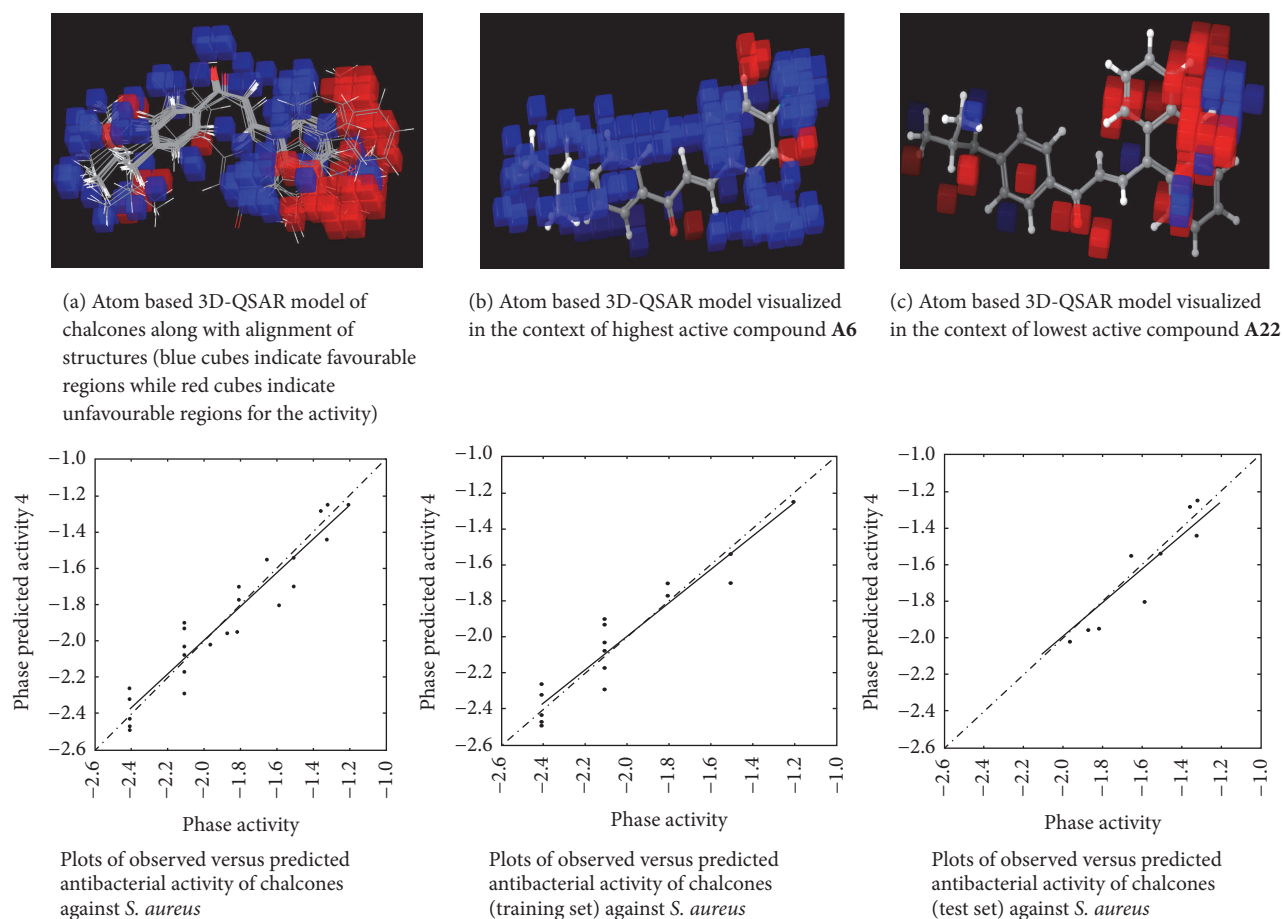 (a) Atom based 3D-QSAR model of
chalcones along with alignment of
structures (blue cubes indicate favourable
regions while red cubes indicate
unfavourable regions for the activity)
(b) Atom based 3D-QSAR model visualized
in the context of highest active compound A6
(c) Atom based 3D-QSAR model visualized
in the context of lowest active compound A22
Phase predicted activity 4
−1.0
−1.2
−1.4
−1.6
−1.8
−2.0
−2.2
−2.4
−2.6
−2.6
−2.4
−2.2
−2.0
−1.8
−1.6
−1.4
−1.2
−1.0
Phase activity
Plots of observed versus predicted
antibacterial activity of chalcones
against S. aureus
Phase predicted activity 4
−1.0
−1.2
−1.4
−1.6
−1.8
−2.0
−2.2
−2.4
−2.6
−2.6
−2.4
−2.2
−2.0
−1.8
−1.6
−1.4
−1.2
−1.0
Phase activity
Plots of observed versus predicted
antibacterial activity of chalcones
(training set) against S. aureus
Phase predicted activity 4
−1.0
−1.2
−1.4
−1.6
−1.8
−2.0
−2.2
−2.4
−2.6
−2.6
−2.4
−2.2
−2.0
−1.8
−1.6
−1.4
−1.2
−1.0
Phase activity
Plots of observed versus predicted
antibacterial activity of chalcones
(test set) against S. aureus